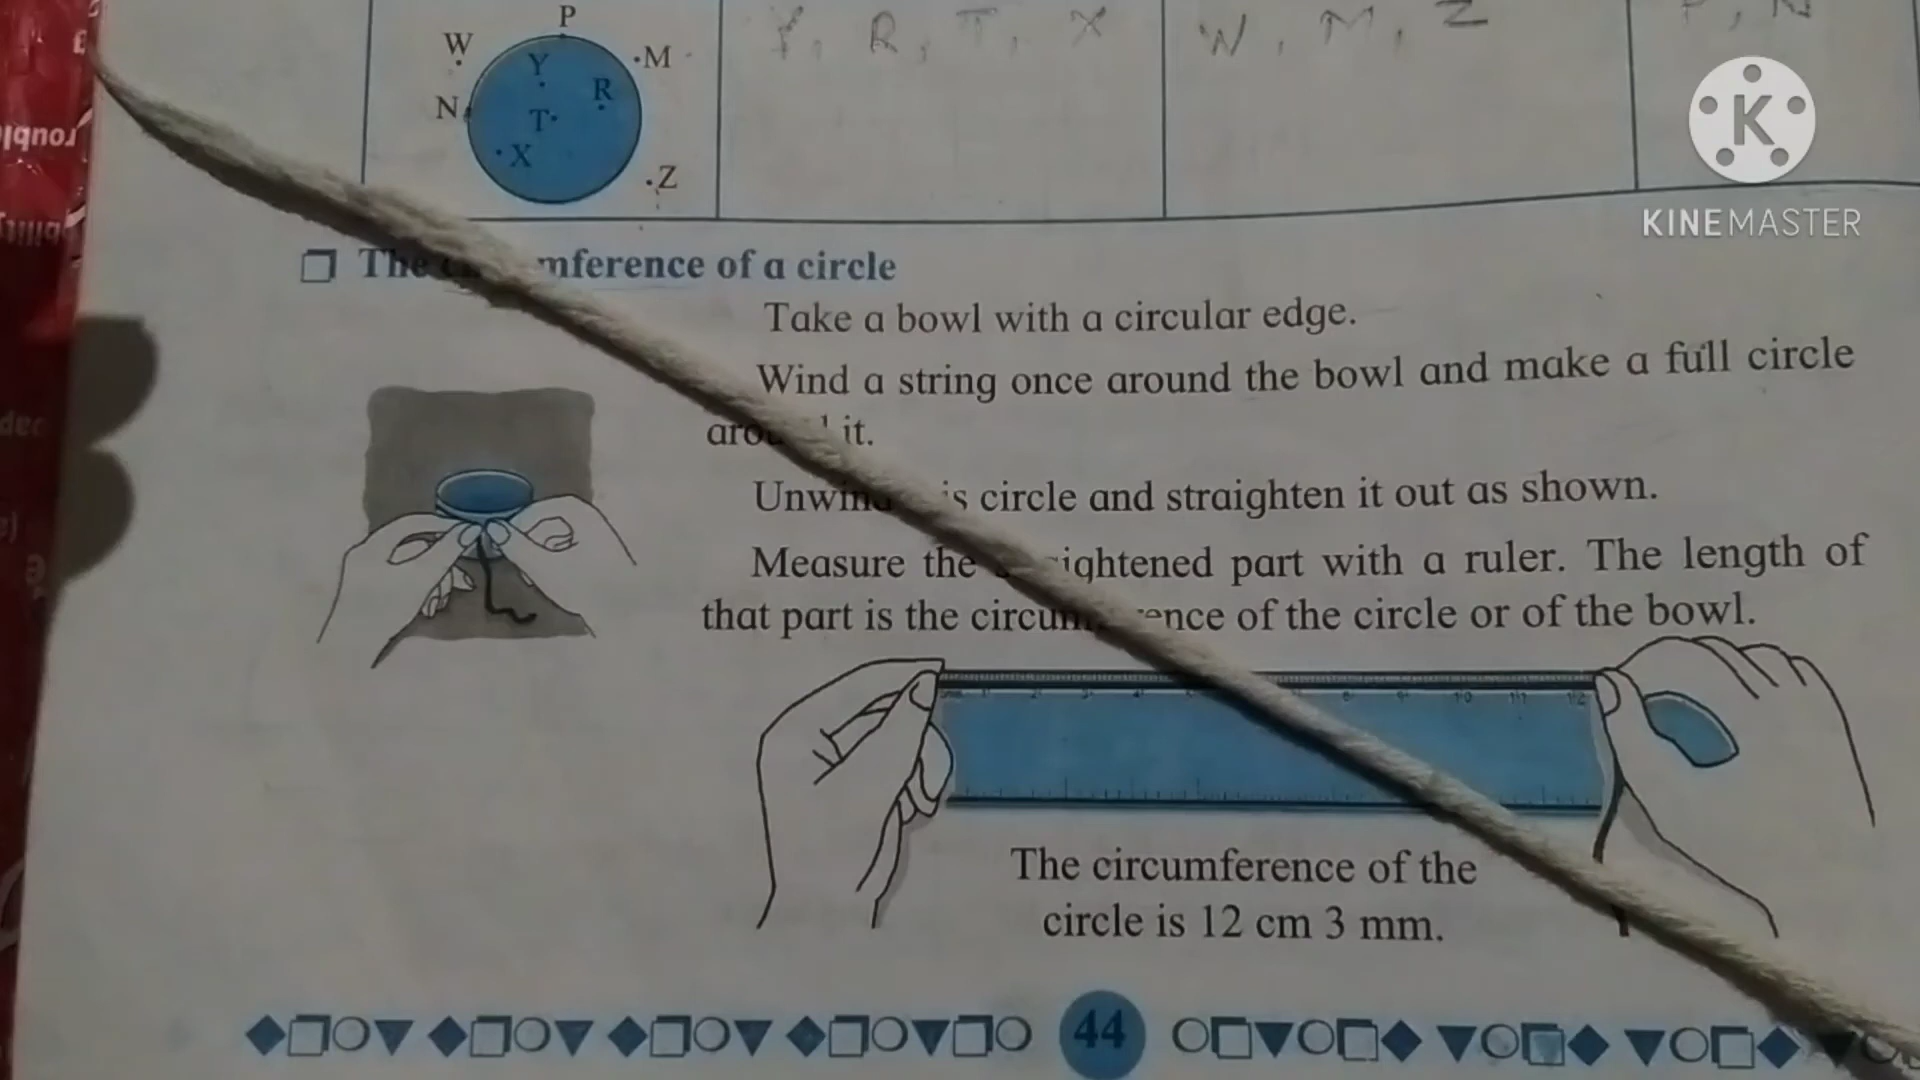 P
W
M
Y
R
N
T
X
Z
Y, R, T, X
W, M, Z
P, N
K
KINEMASTER
The mference of a circle
Take a bowl with a circular edge.
Wind a string once around the bowl and make a full circle
it.
circle and straighten it out as shown.
Measure the part with a ruler. The length of
that part is the of the circle or of the bowl.
The circumference of the
circle is 12 cm 3 mm.
44